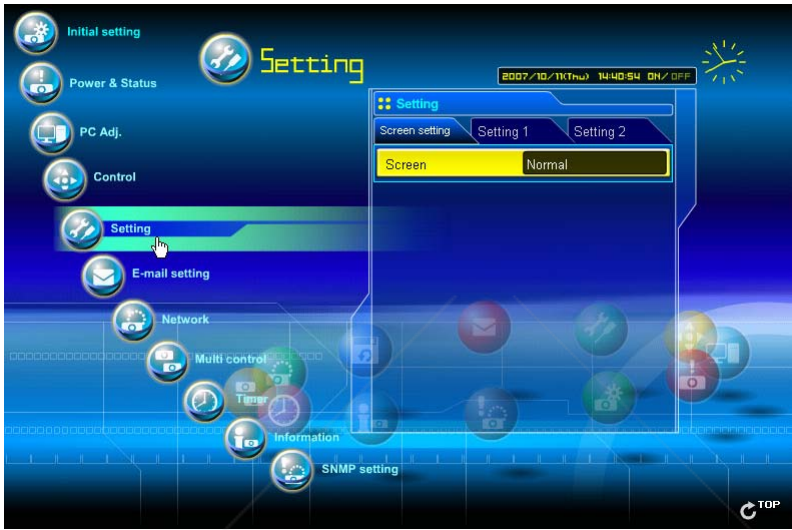 Initial setting
Power & Status
PC Adj.
Control
Setting
E-mail setting
Network
Multi control
Timer
Information
SNMP setting
Setting
2007/10/11(Thu) 14:40:54 ON/OFF
Setting
Screen setting Setting 1 Setting 2
Screen Normal
TOP